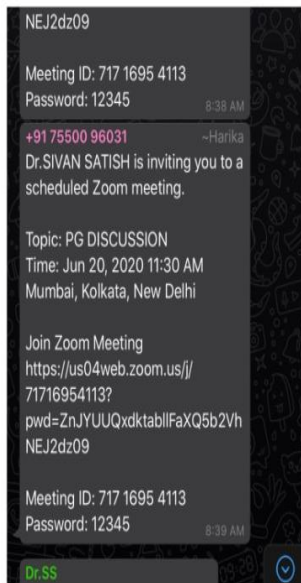 NEJ2dz09
Meeting ID: 717 1695 4113
Password: 12345
8:38 AM
+91 75500 96031 ~Harika
Dr.SIVAN SATISH is inviting you to a
scheduled Zoom meeting.
Topic: PG DISCUSSION
Time: Jun 20, 2020 11:30 AM
Mumbai, Kolkata, New Delhi
Join Zoom Meeting
https://us04web.zoom.us/j/
71716954113?
pwd=ZnJYUUQxdktabllFaXQ5b2Vh
NEJ2dz09
Meeting ID: 717 1695 4113
Password: 12345
8:39 AM
Dr.SS